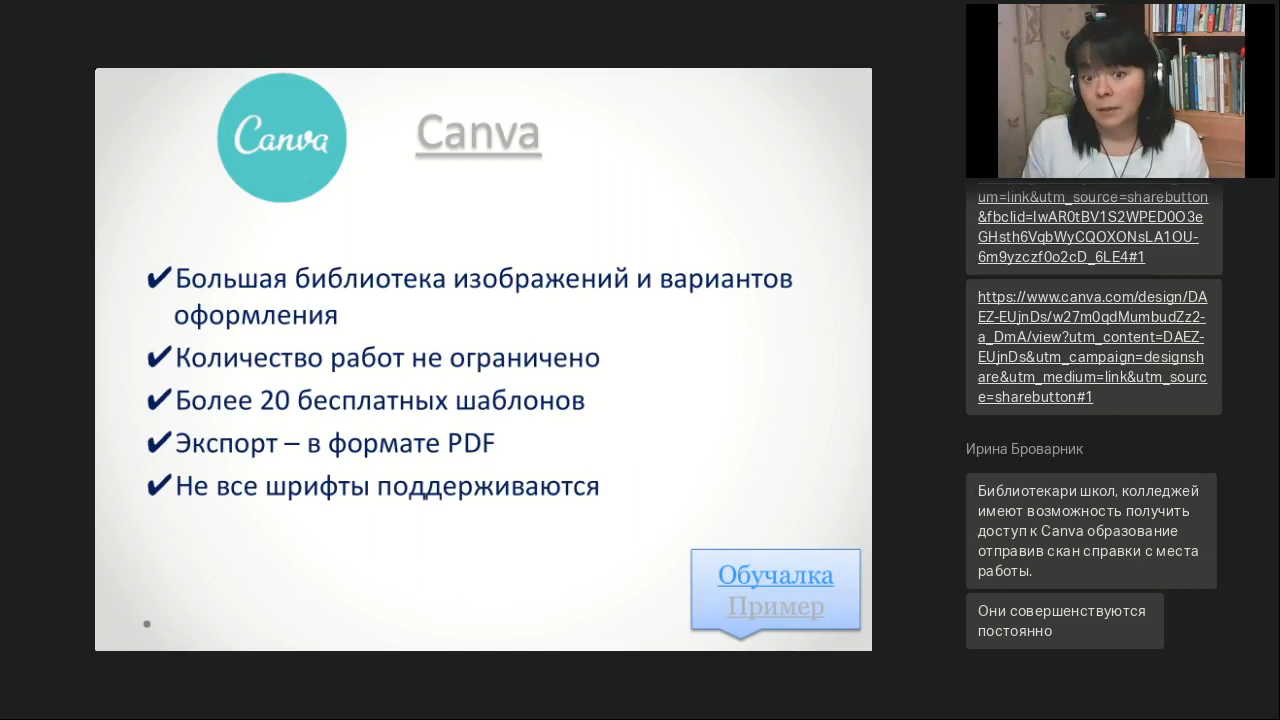 Canva
Canva
✔Большая библиотека изображений и вариантов
оформления
✔Количество работ не ограничено
✔Более 20 бесплатных шаблонов
✔Экспорт – в формате PDF
✔Не все шрифты поддерживаются
Обучалка
Пример
um=link&utm_source=sharebutton
&fbclid=IwAR0tBV1S2WPED0O3e
GHsth6VqbWyCQOXONsLA1OU-
6m9yzczf0o2cD_6LE4#1
https://www.canva.com/design/DA
EZ-EUjnDs/w27m0qdMumbudZz2-
a_DmA/view?utm_content=DAEZ-
EUjnDs&utm_campaign=designsh
are&utm_medium=link&utm_sourc
e=sharebutton#1
Ирина Броварник
Библиотекари школ, колледжей
имеют возможность получить
доступ к Canva образование
отправив скан справки с места
работы.
Они совершенствуются
постоянно